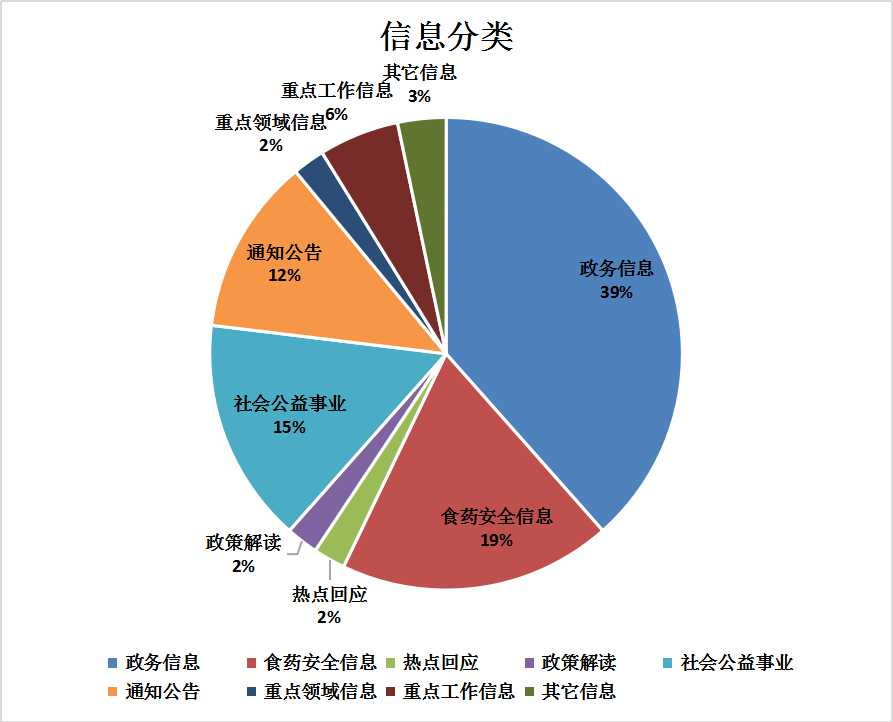 信息分类
其它信息
3%
重点工作信息
6%
重点领域信息
2%
通知公告
12%
政务信息
39%
社会公益事业
15%
食药安全信息
19%
政策解读
2%
热点回应
2%
政务信息 食药安全信息 热点回应 政策解读 社会公益事业
通知公告 重点领域信息 重点工作信息 其它信息